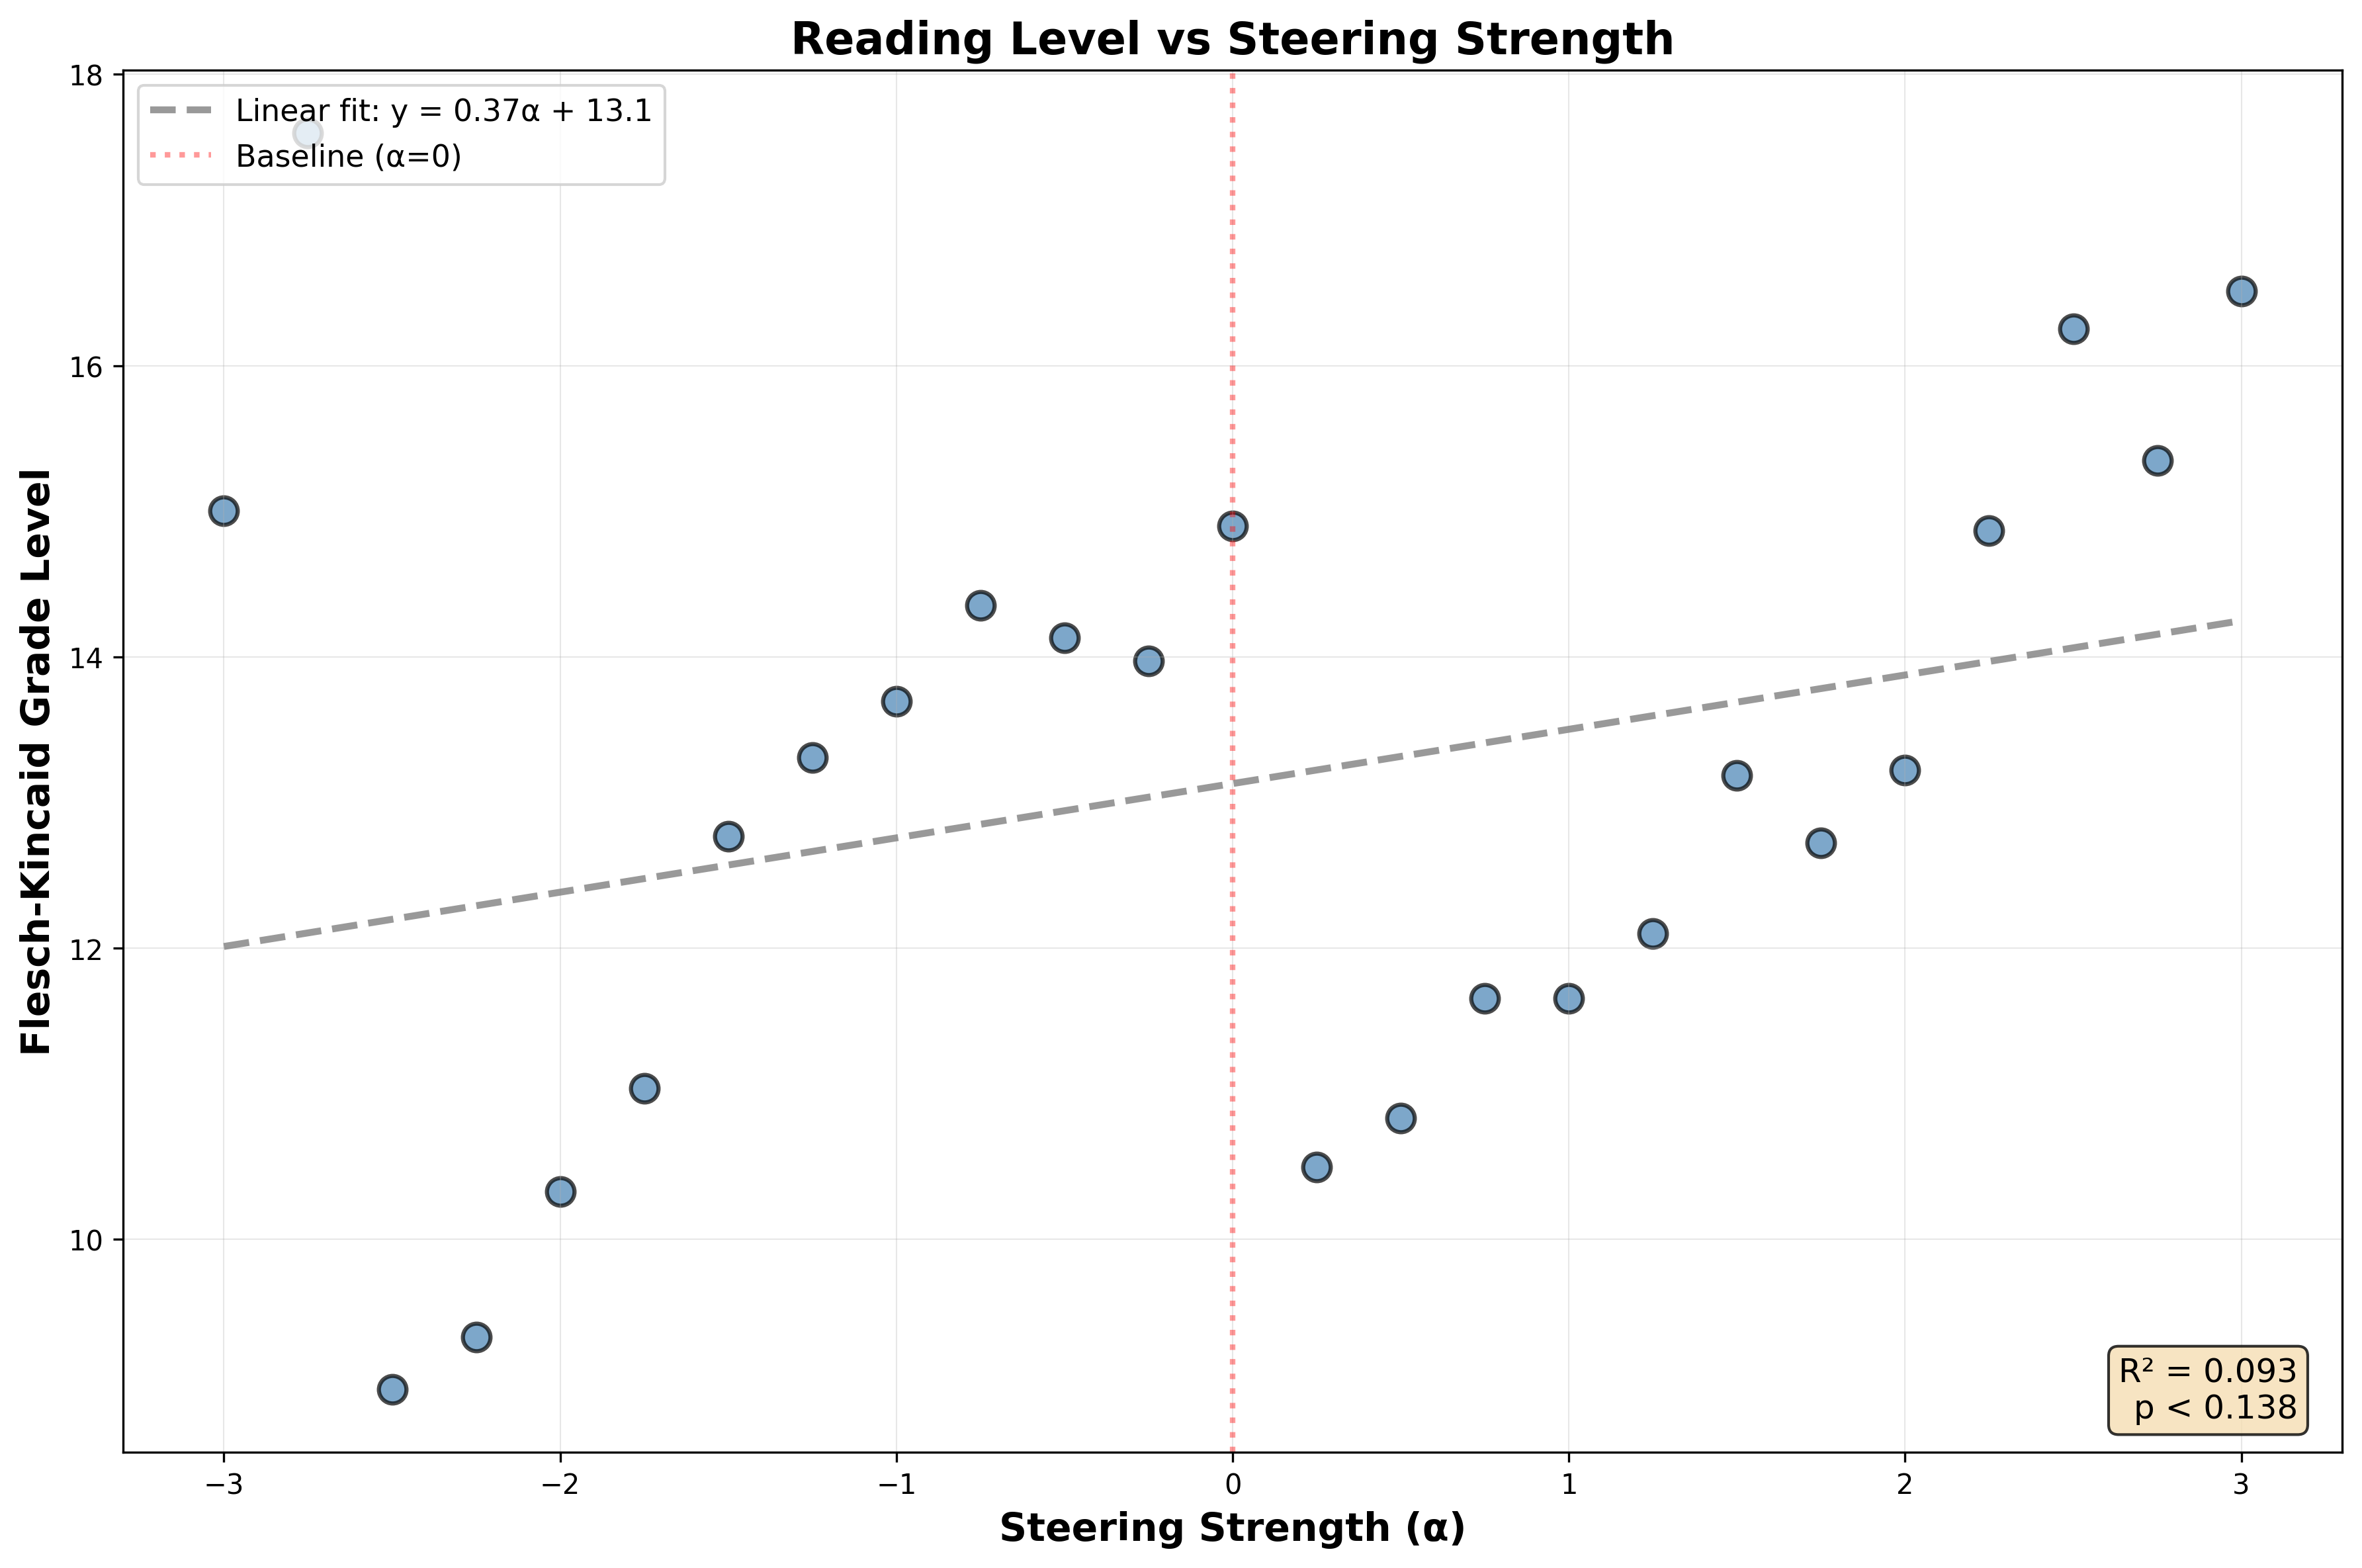 Reading Level vs Steering Strength
Linear fit: y = 0.37α + 13.1
Baseline (α=0)
Flesch-Kincaid Grade Level
18
16
14
12
10
R² = 0.093
p < 0.138
−3
−2
−1
0
1
2
3
Steering Strength (α)